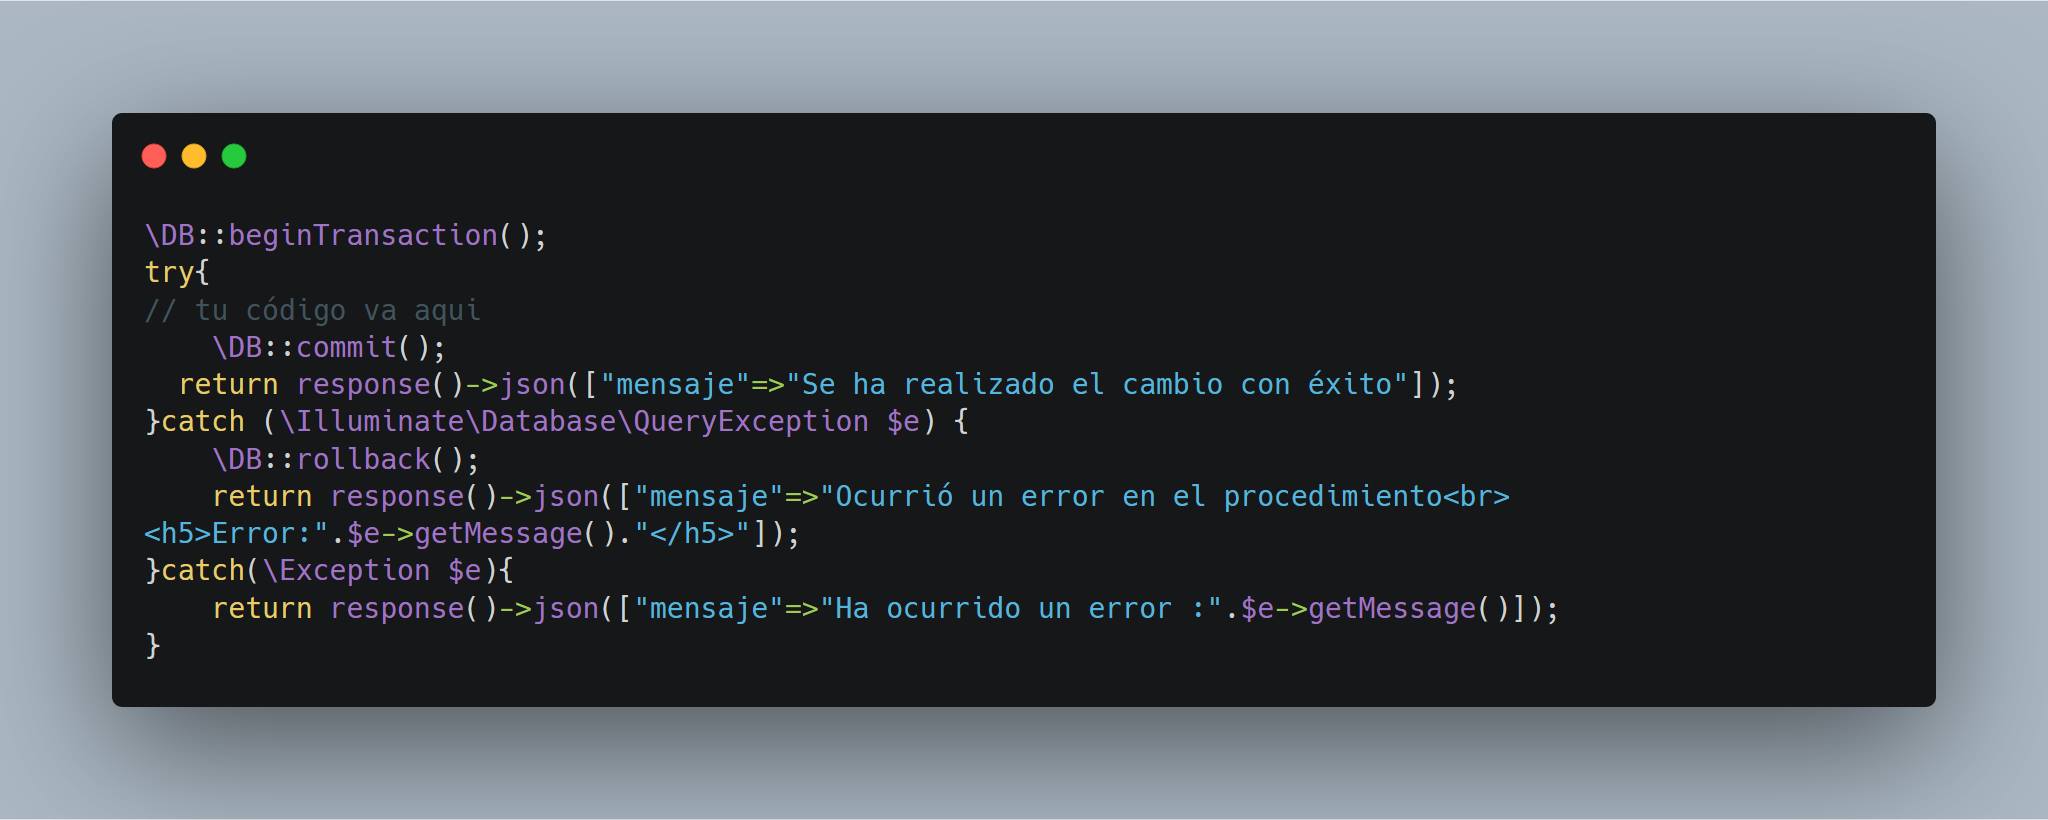 \DB::beginTransaction();
try{
// tu código va aqui
    \DB::commit();
  return response()->json(["mensaje"=>"Se ha realizado el cambio con éxito"]);
}catch (\Illuminate\Database\QueryException $e) {
    \DB::rollback();
    return response()->json(["mensaje"=>"Ocurrió un error en el procedimiento<br>
<h5>Error:".$e->getMessage()."</h5>"]);
}catch(\Exception $e){
    return response()->json(["mensaje"=>"Ha ocurrido un error :".$e->getMessage()]);
}